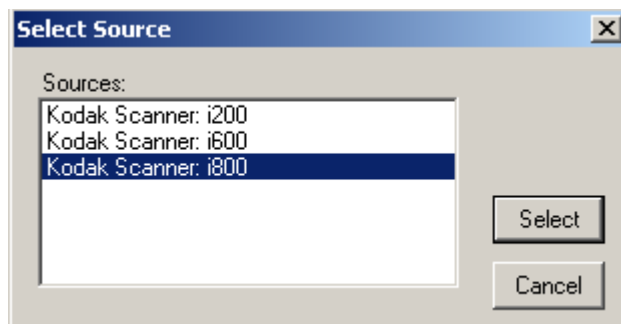 Select Source
Sources:
Kodak Scanner: i200
Kodak Scanner: i600
Kodak Scanner: i800
Select
Cancel